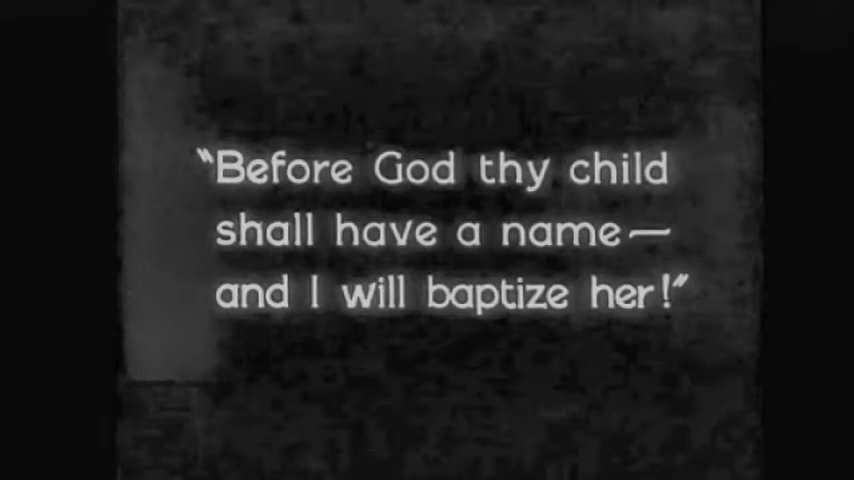 "Before God thy child
shall have a name—
and I will baptize her!"